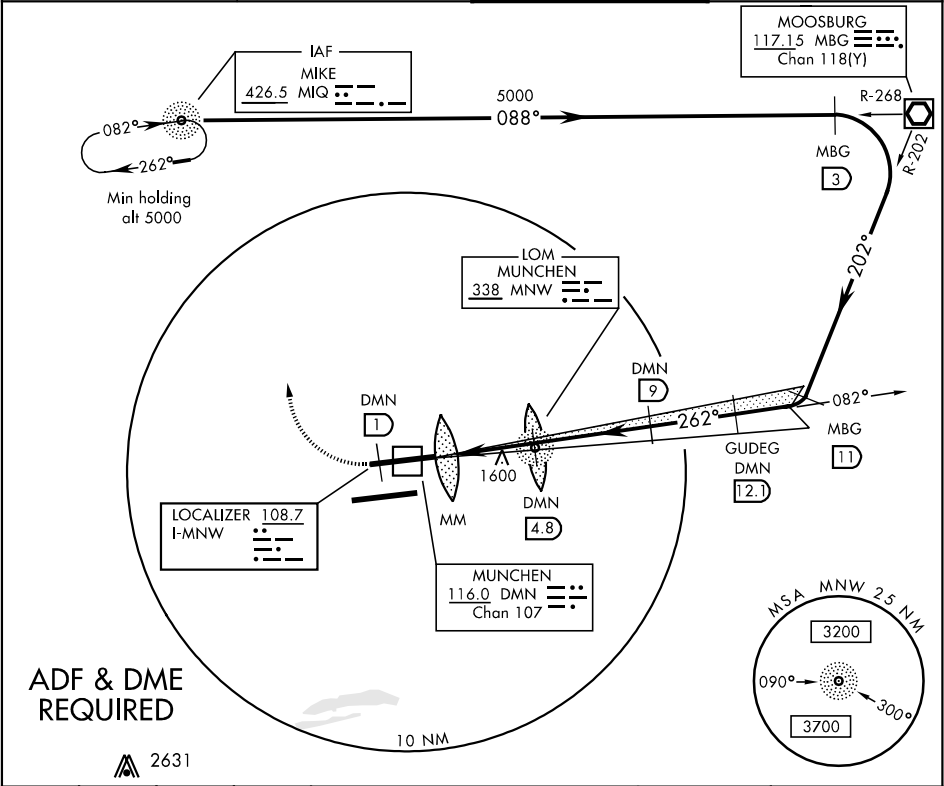 MOOSBURG
117.15 MBG
Chan 118(Y)
IAF
MIKE
426.5 MIQ
5000
088°
R-268
R-202
082°
262°
MBG
3
Min holding
alt 5000
LOM
MUNCHEN
338 MNW
202°
DMN
9
DMN
1
262°
082°
MBG
11
GUDEG
DMN
12.1
1600
MM
DMN
4.8
LOCALIZER 108.7
I-MNW
MUNCHEN
116.0 DMN
Chan 107
MSA MNW 25 NM
3200
090°
300°
3700
ADF & DME
REQUIRED
10 NM
2631